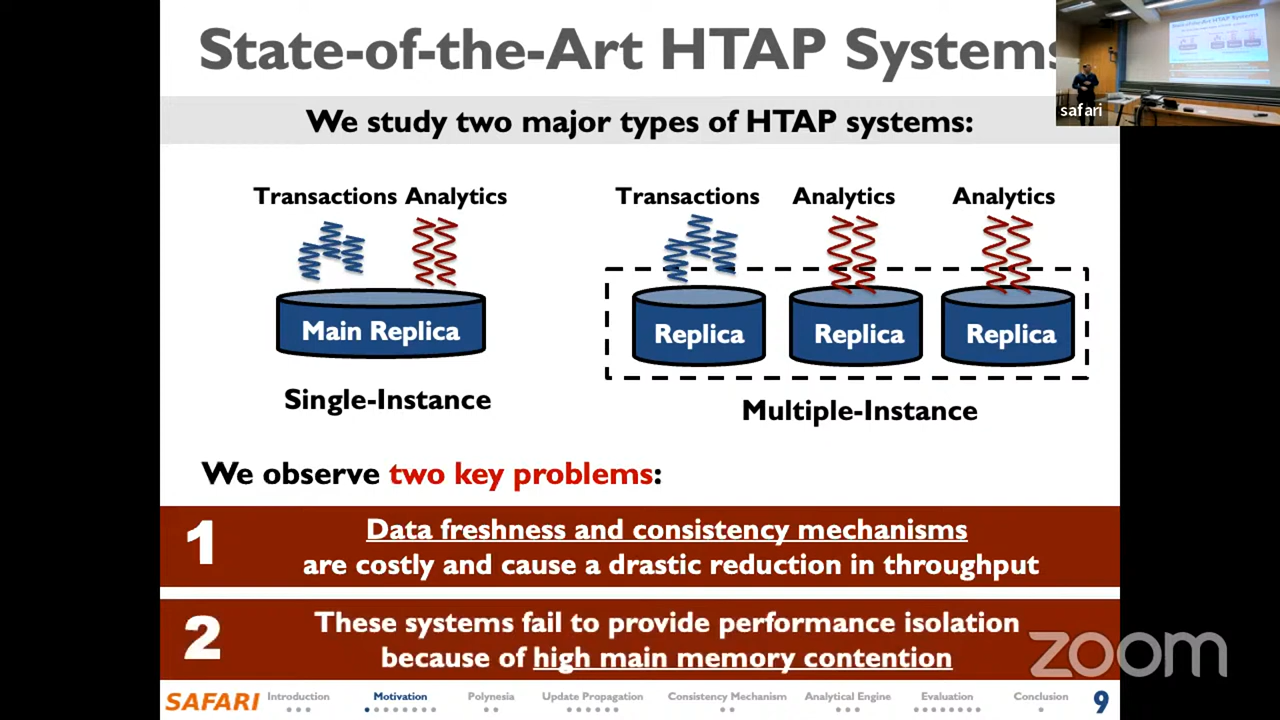 State-of-the-Art HTAP Systems
safari
We study two major types of HTAP systems:
Transactions Analytics
Main Replica
Single-Instance
Transactions Analytics Analytics
Replica Replica Replica
Multiple-Instance
We observe two key problems:
1
Data freshness and consistency mechanisms
are costly and cause a drastic reduction in throughput
2
These systems fail to provide performance isolation
because of high main memory contention
zoom
SAFARI Introduction Motivation Polynesia Update Propagation Consistency Mechanism Analytical Engine Evaluation Conclusion 9